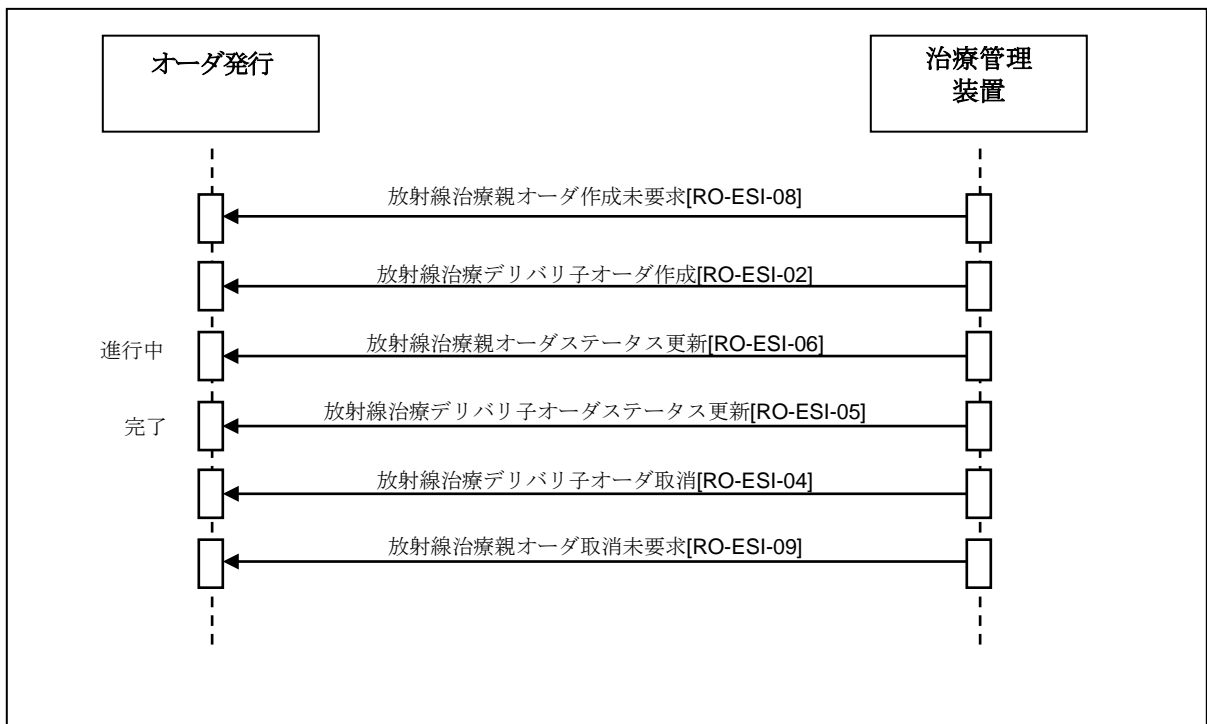 オーダ発行
治療管理
装置
放射線治療親オーダ作成未要求[RO-ESI-08]
放射線治療デリバリ子オーダ作成[RO-ESI-02]
進行中
放射線治療親オーダステータス更新[RO-ESI-06]
放射線治療デリバリ子オーダステータス更新[RO-ESI-05]
完了
放射線治療デリバリ子オーダ取消[RO-ESI-04]
放射線治療親オーダ取消未要求[RO-ESI-09]